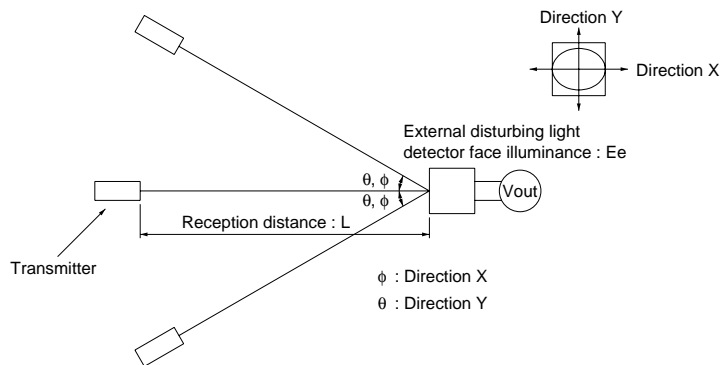 Direction Y
Direction X
External disturbing light
detector face illuminance : Ee
θ, ϕ
θ, ϕ
Vout
Reception distance : L
Transmitter
ϕ : Direction X
θ : Direction Y